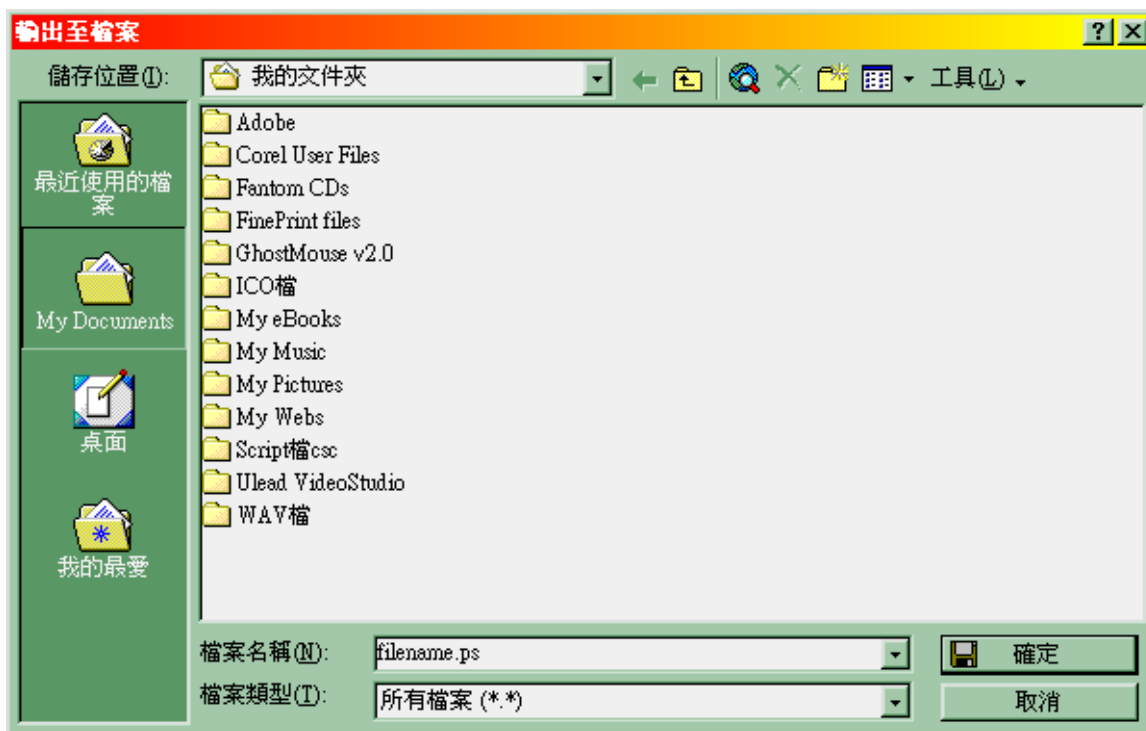 輸出至檔案
儲存位置(I): 我的文件夾 工具(L)
最近使用的檔
案
My Documents
桌面
我的最愛
Adobe
Corel User Files
Fantom CDs
FinePrint files
GhostMouse v2.0
ICO檔
My eBooks
My Music
My Pictures
My Webs
Script檔csc
Ulead VideoStudio
WAV檔
檔案名稱(N): filename.ps 確定
檔案類型(T): 所有檔案 (*.*) 取消